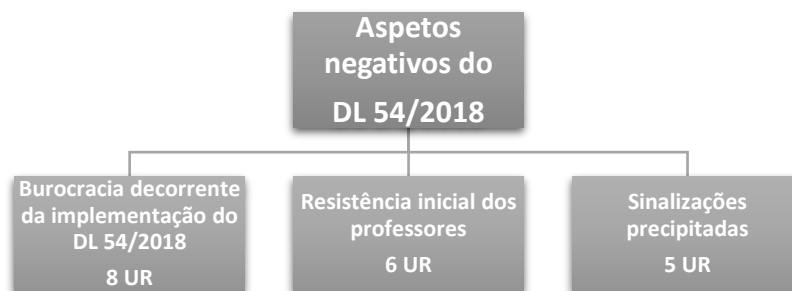 Aspetos
negativos do
DL 54/2018
Burocracia decorrente
da implementação do
DL 54/2018
8 UR
Resistência inicial dos
professores
6 UR
Sinalizações
precipitadas
5 UR